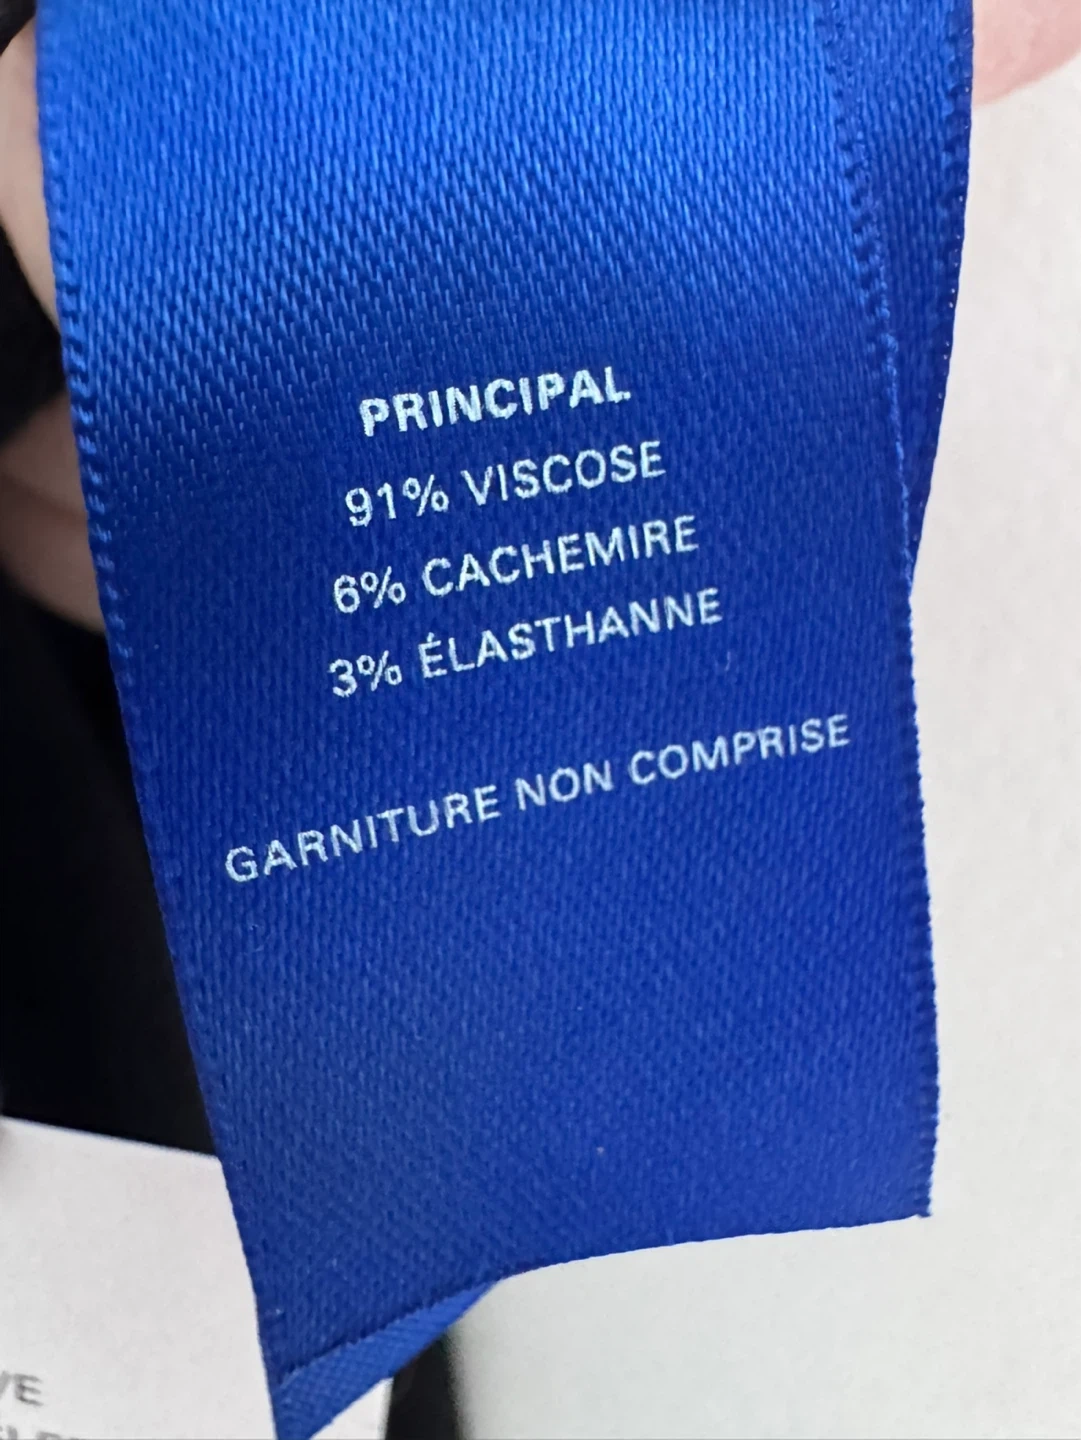 PRINCIPAL
91% VISCOSE
6% CACHEMIRE
3% ÉLASTHANNE
GARNITURE NON COMPRISE